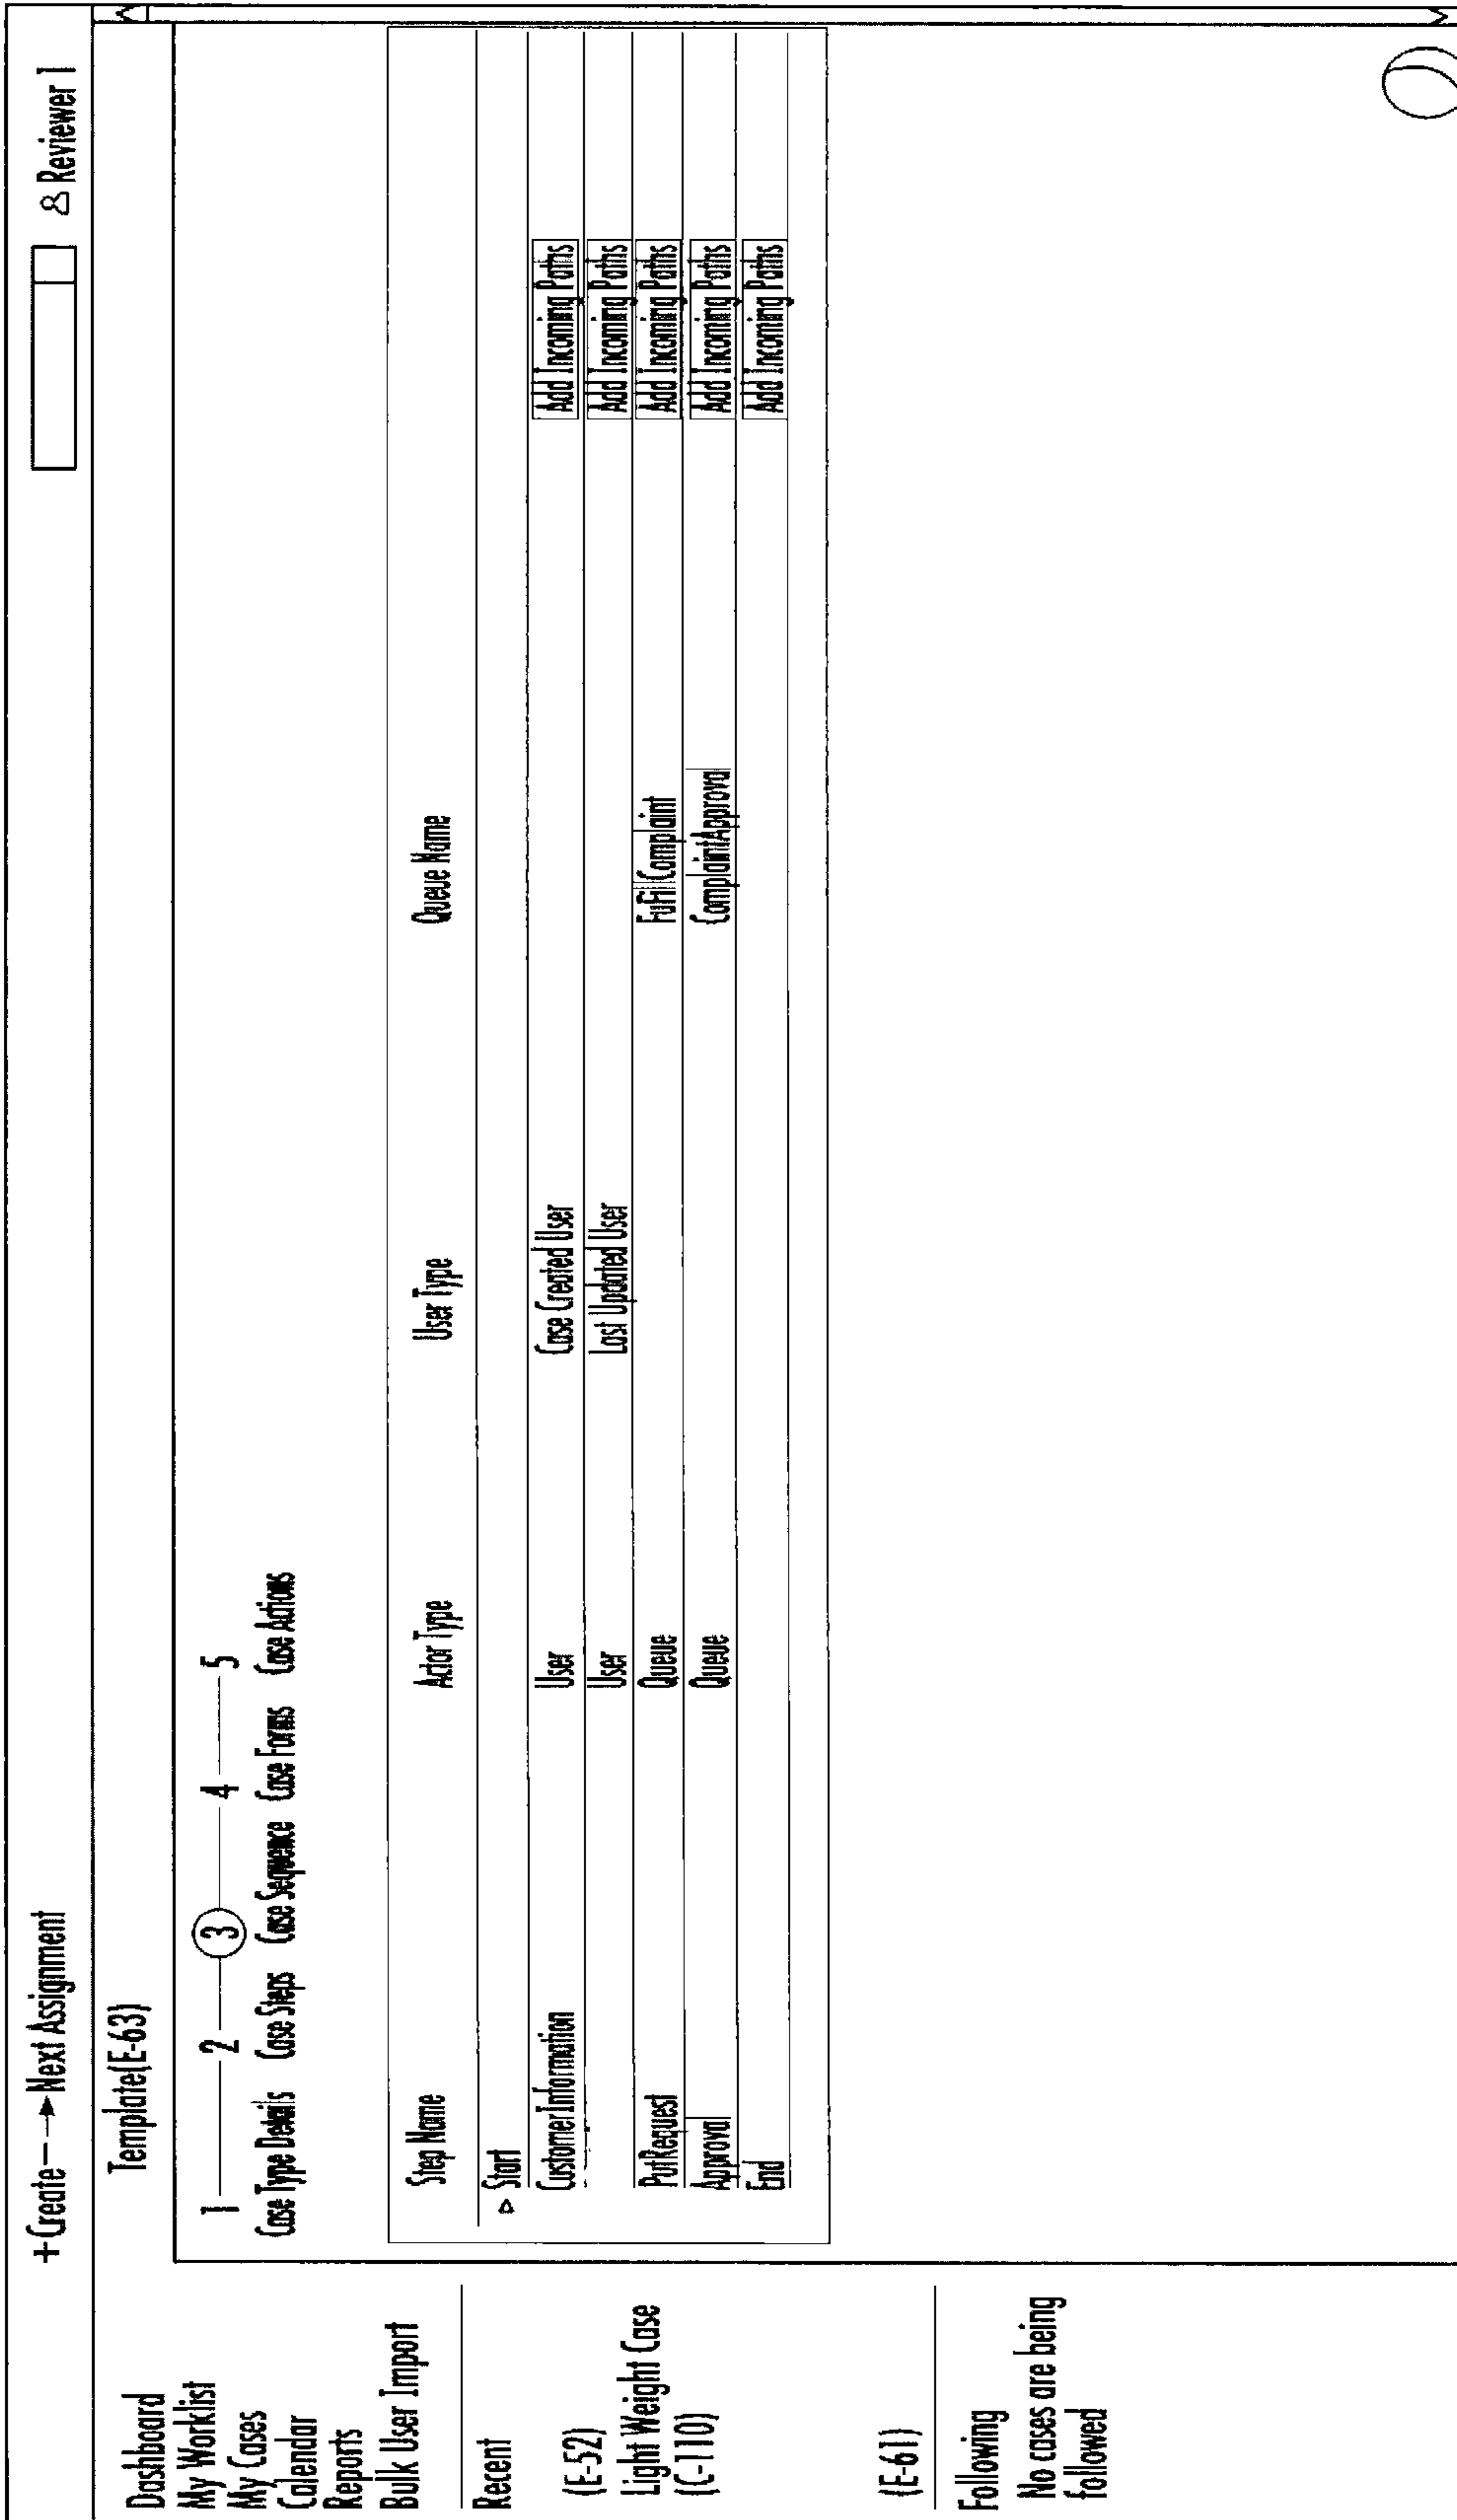 +Create → Next Assignment
Reviewer 1
Dashboard
My Worklist
My Cases
Calendar
Reports
Bulk User Import
Recent
(E-52)
Light Weight Case
(C-110)
(E-61)
Following
No cases are being
followed
Template(E-63)
1 2 3 4 5
Case Type Details Case Steps Case Sequence Case Forms Case Actions
Step Name Actor Type User Type Queue Name
Start
CustomerInformation User Case Created User Add Incoming Paths
User Last Updated User Add Incoming Paths
PutRequest Queue FulFil Complaint Add Incoming Paths
Approval Queue ComplaintApproval Add Incoming Paths
End Add Incoming Paths